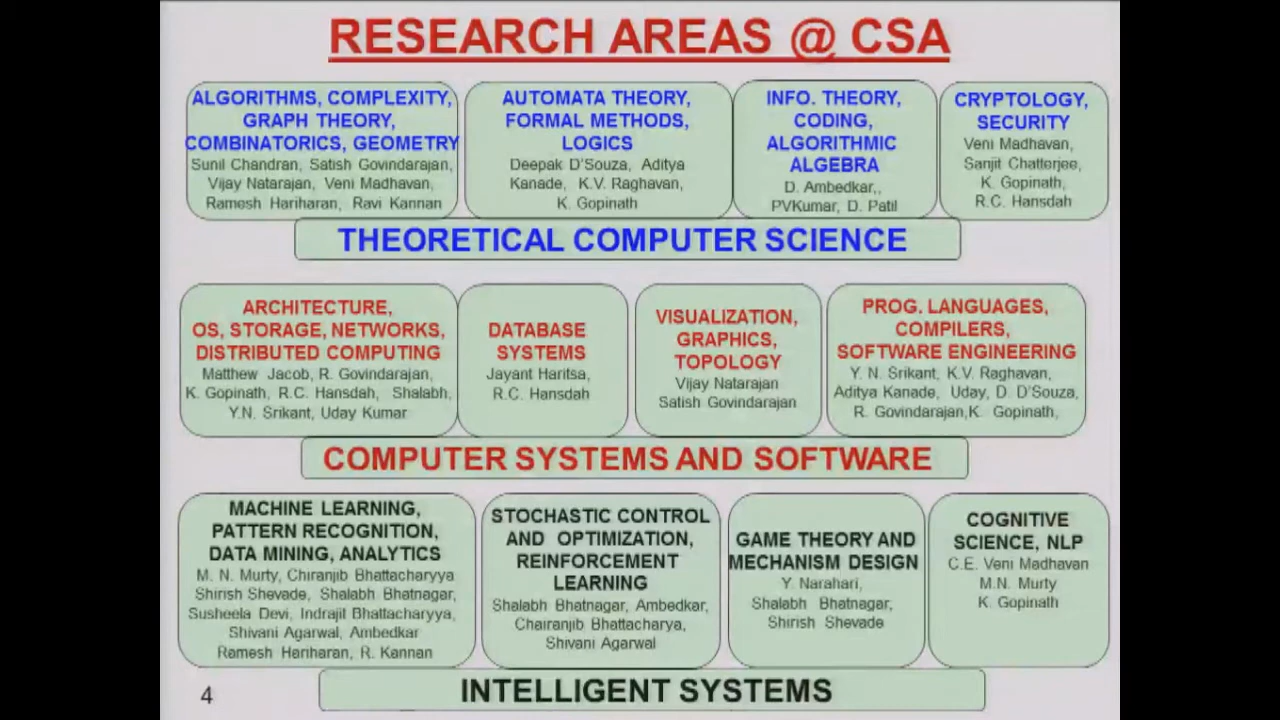 RESEARCH AREAS @ CSA
ALGORITHMS, COMPLEXITY,
GRAPH THEORY,
COMBINATORICS, GEOMETRY
Sunil Chandran, Satish Govindarajan,
Vijay Natarajan, Veni Madhavan,
Ramesh Hariharan, Ravi Kannan
AUTOMATA THEORY,
FORMAL METHODS,
LOGICS
Deepak D'Souza, Aditya
Kanade, K.V. Raghavan,
K. Gopinath
INFO. THEORY,
CODING,
ALGORITHMIC
ALGEBRA
D. Ambedkar,,
PVKumar, D. Patil
CRYPTOLOGY,
SECURITY
Veni Madhavan,
Sanjit Chatterjee,
K. Gopinath,
R.C. Hansdah
THEORETICAL COMPUTER SCIENCE
ARCHITECTURE,
OS, STORAGE, NETWORKS,
DISTRIBUTED COMPUTING
Matthew Jacob, R. Govindarajan,
K. Gopinath, R.C. Hansdah, Shalabh,
Y.N. Srikant, Uday Kumar
DATABASE
SYSTEMS
Jayant Haritsa,
R.C. Hansdah
VISUALIZATION,
GRAPHICS,
TOPOLOGY
Vijay Natarajan
Satish Govindarajan
PROG. LANGUAGES,
COMPILERS,
SOFTWARE ENGINEERING
Y. N. Srikant, K.V. Raghavan,
Aditya Kanade, Uday, D. D'Souza,
R. Govindarajan,K. Gopinath,
COMPUTER SYSTEMS AND SOFTWARE
MACHINE LEARNING,
PATTERN RECOGNITION,
DATA MINING, ANALYTICS
M. N. Murty, Chiranjib Bhattacharyya
Shirish Shevade, Shalabh Bhatnagar,
Susheela Devi, Indrajil Bhattacharyya,
Shivani Agarwal, Ambedkar
Ramesh Hariharan, R. Kannan
STOCHASTIC CONTROL
AND OPTIMIZATION,
REINFORCEMENT
LEARNING
Shalabh Bhatnagar, Ambedkar,
Chairanjib Bhattacharya,
Shivani Agarwal
GAME THEORY AND
MECHANISM DESIGN
Y. Narahari,
Shalabh Bhatnagar,
Shirish Shevade
COGNITIVE
SCIENCE, NLP
C.E. Veni Madhavan
M.N. Murty
K. Gopinath
INTELLIGENT SYSTEMS
4